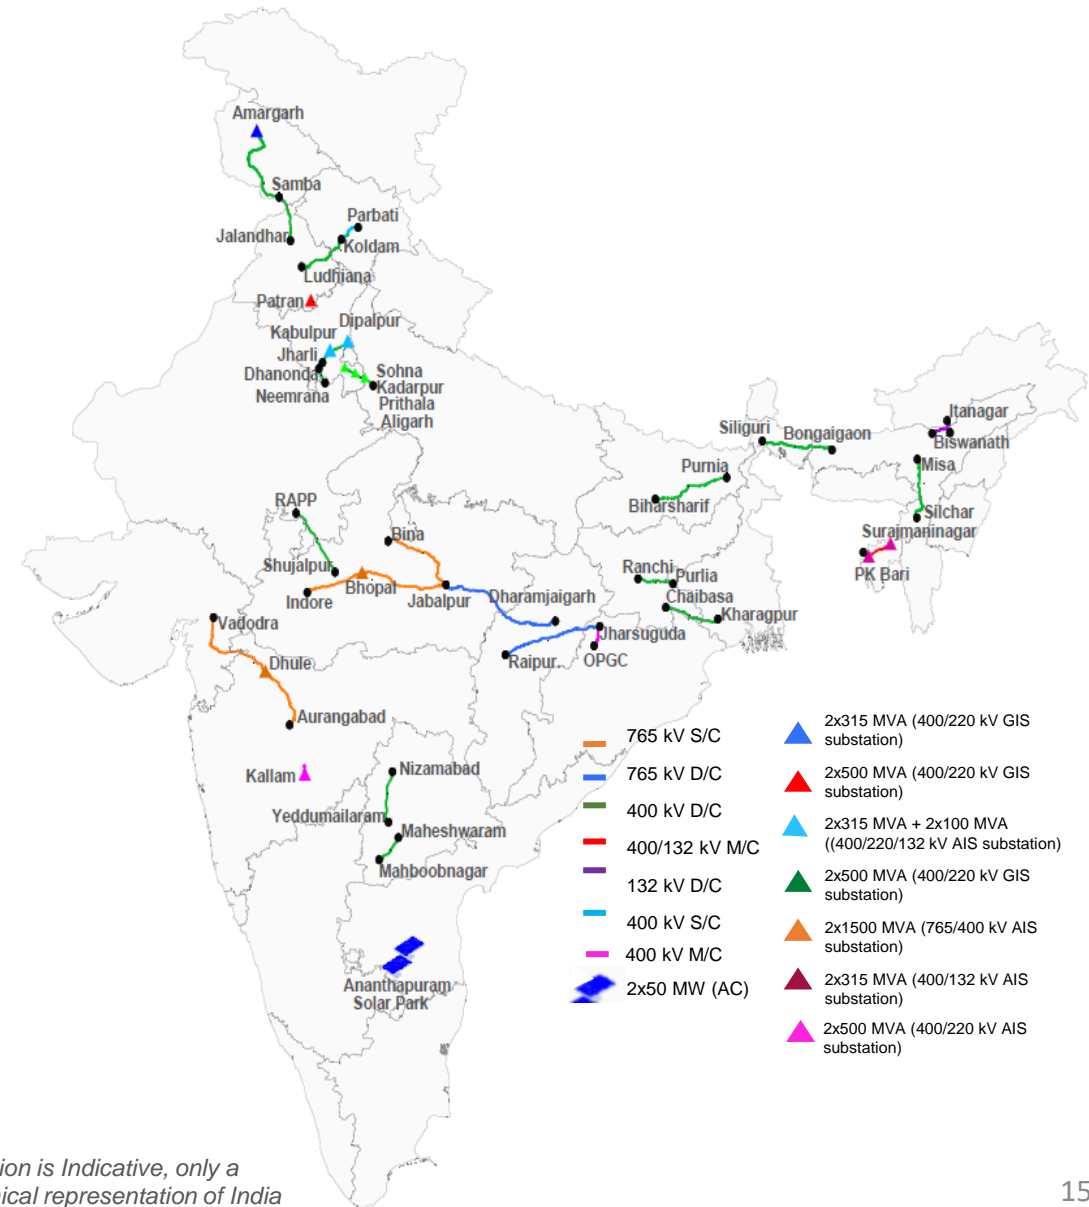 Amargarh
Samba
Parbati
Jalandhar
Koldam
Ludhiana
Patran
Dipalpur
Kabulpur
Jharli
Dhanonda
Neemrana
Sohna
Kadarpur
Prithala
Aligarh
Itanagar
Siliguri
Bongaigaon
Biswanath
Misa
Purnia
Biharsharif
RAPP
Silchar
Surajmaninagar
Bina
PK Bari
Shujalpur
Ranchi
Purlia
Indore
Bhopal
Jabalpur
Dharamjaigarh
Chaibasa
Kharagpur
Vadodra
Jharsuguda
Raipur.
OPGC
Dhule
Aurangabad
Kallam
Nizamabad
Yeddumailaram
Maheshwaram
Mahboobnagar
Ananthapuram
Solar Park
765 kV S/C
765 kV D/C
400 kV D/C
400/132 kV M/C
132 kV D/C
400 kV S/C
400 kV M/C
2x50 MW (AC)
2x315 MVA (400/220 kV GIS
substation)
2x500 MVA (400/220 kV GIS
substation)
2x315 MVA + 2x100 MVA
((400/220/132 kV AIS substation)
2x500 MVA (400/220 kV GIS
substation)
2x1500 MVA (765/400 kV AIS
substation)
2x315 MVA (400/132 kV AIS
substation)
2x500 MVA (400/220 kV AIS
substation)
ion is Indicative, only a
nical representation of India
15